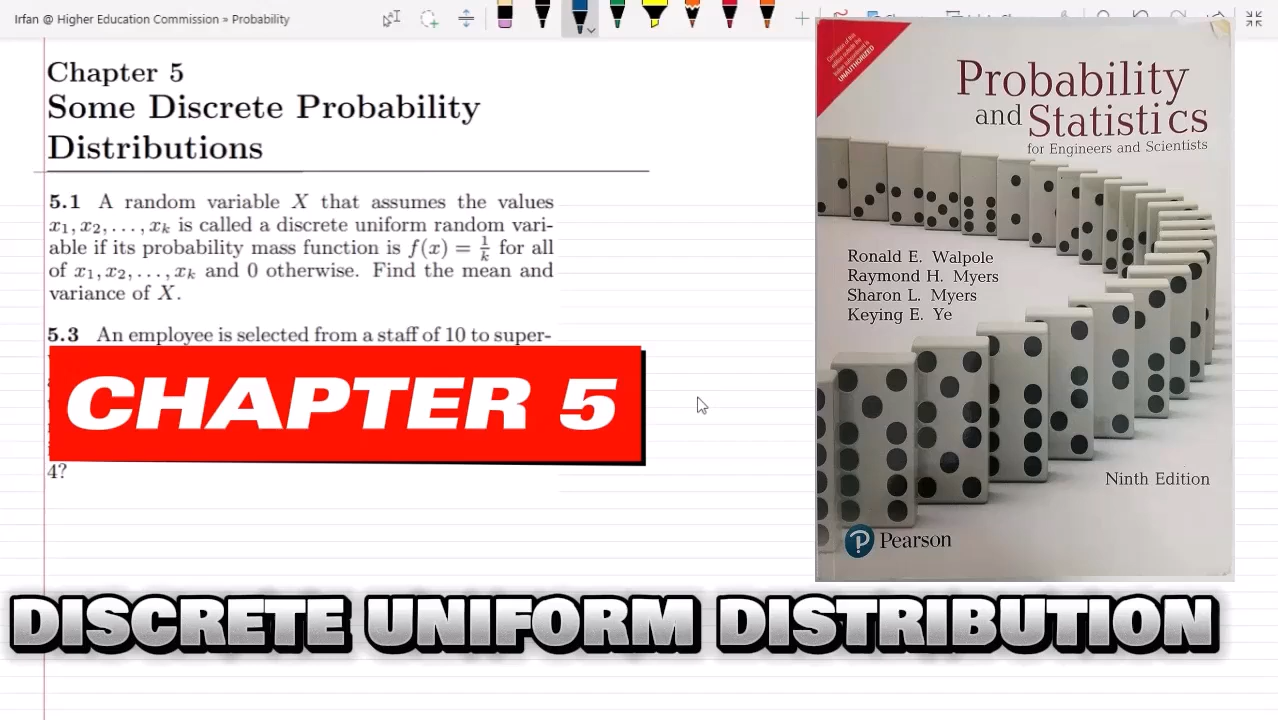 Irfan @ Higher Education Commission » Probability
Chapter 5
Some Discrete Probability
Distributions
5.1 A random variable X that assumes the values
x₁, x₂, . . . , xₖ is called a discrete uniform random vari-
able if its probability mass function is f(x) = 1/k for all
of x₁, x₂, . . . , xₖ and 0 otherwise. Find the mean and
variance of X.
5.3 An employee is selected from a staff of 10 to super-
4?
CHAPTER 5
UNAUTHORIZED
Probability
and Statistics
for Engineers and Scientists
Ronald E. Walpole
Raymond H. Myers
Sharon L. Myers
Keying E. Ye
Ninth Edition
P Pearson
DISCRETE UNIFORM DISTRIBUTION